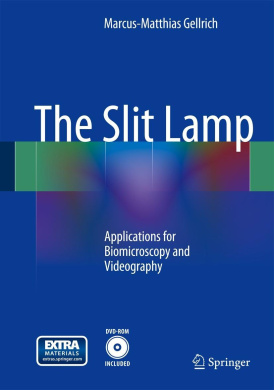 Marcus-Matthias Gellrich
The Slit Lamp
Applications for
Biomicroscopy and
Videography
EXTRA
MATERIALS
extras.springer.com
DVD-ROM
INCLUDED
Springer